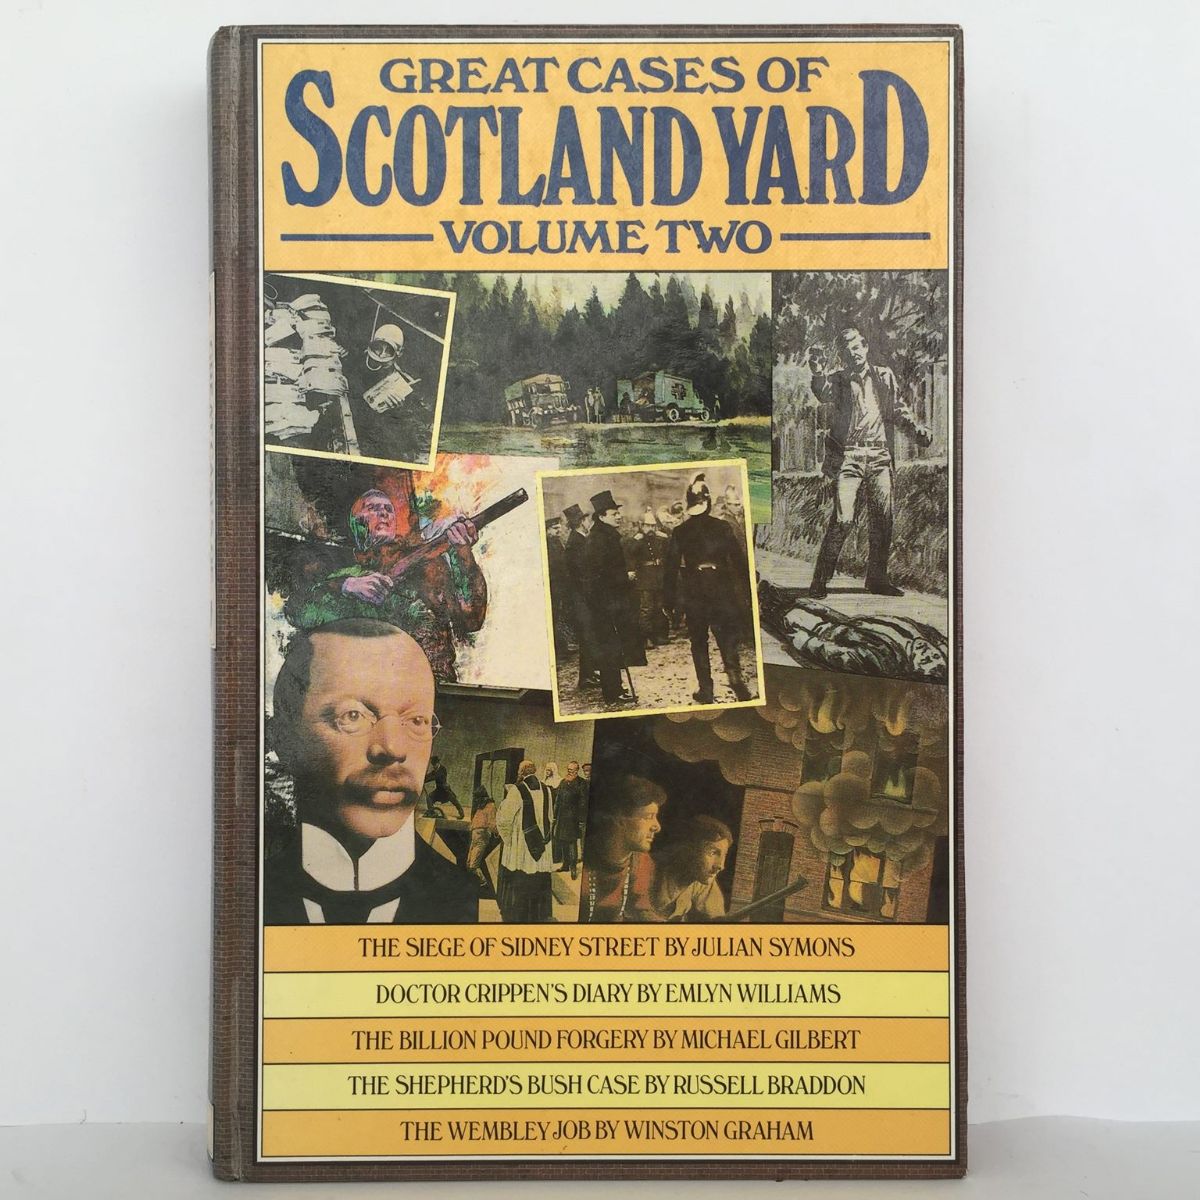 GREAT CASES OF
SCOTLAND YARD
VOLUME TWO
THE SIEGE OF SIDNEY STREET BY JULIAN SYMONS
DOCTOR CRIPPEN'S DIARY BY EMLYN WILLIAMS
THE BILLION POUND FORGERY BY MICHAEL GILBERT
THE SHEPHERD'S BUSH CASE BY RUSSELL BRADDON
THE WEMBLEY JOB BY WINSTON GRAHAM